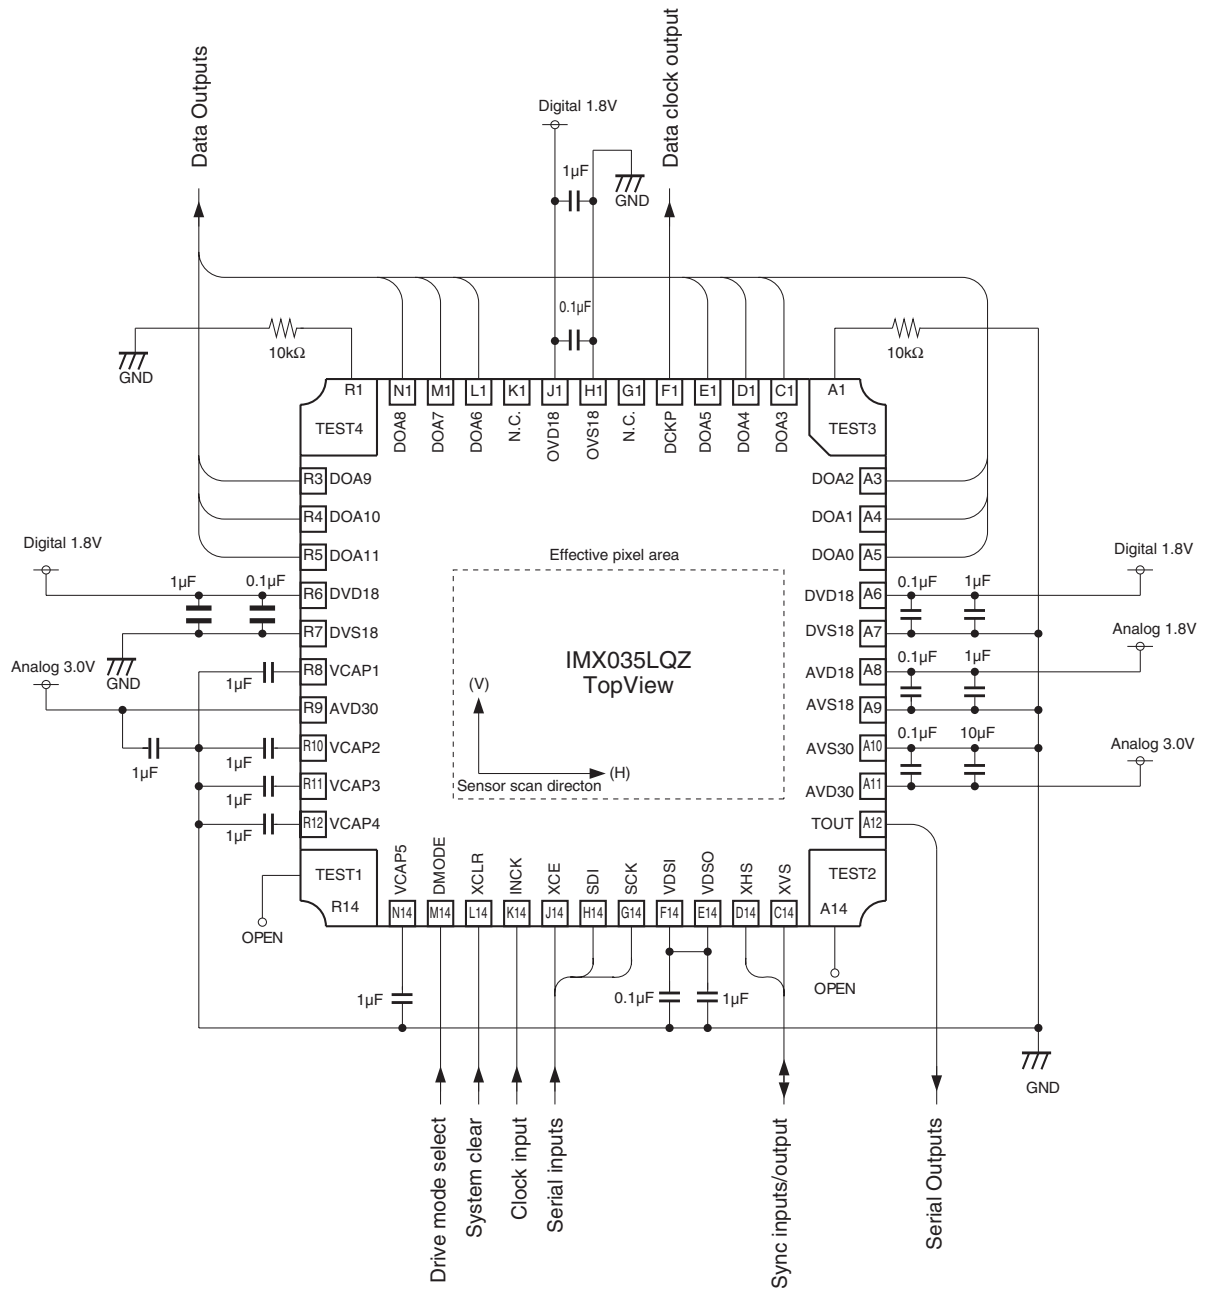 Data Outputs
Data clock output
Digital 1.8V
1µF
GND
0.1µF
10kΩ
GND
10kΩ
R1
N1
M1
L1
K1
J1
H1
G1
F1
E1
D1
C1
A1
TEST4
DOA8
DOA7
DOA6
N.C.
OVD18
OVS18
N.C.
DCKP
DOA5
DOA4
DOA3
TEST3
R3 DOA9
DOA2 A3
R4 DOA10
DOA1 A4
R5 DOA11
DOA0 A5
Digital 1.8V
Effective pixel area
Digital 1.8V
1µF
0.1µF
R6 DVD18
DVD18 A6
0.1µF
1µF
R7 DVS18
DVS18 A7
Analog 1.8V
Analog 3.0V
GND
1µF
R8 VCAP1
IMX035LQZ
TopView
AVD18 A8
0.1µF
1µF
(V)
R9 AVD30
AVS18 A9
1µF
1µF
R10 VCAP2
AVS30 A10
0.1µF
10µF
Analog 3.0V
(H)
Sensor scan directon
1µF
R11 VCAP3
AVD30 A11
1µF
R12 VCAP4
TOUT A12
TEST1
R14
OPEN
VCAP5
DMODE
XCLR
INCK
XCE
SDI
SCK
VDSI
VDSO
XHS
XVS
TEST2
A14
OPEN
N14
M14
L14
K14
J14
H14
G14
F14
E14
D14
C14
1µF
0.1µF
1µF
GND
Drive mode select
System clear
Clock input
Serial inputs
Sync inputs/output
Serial Outputs